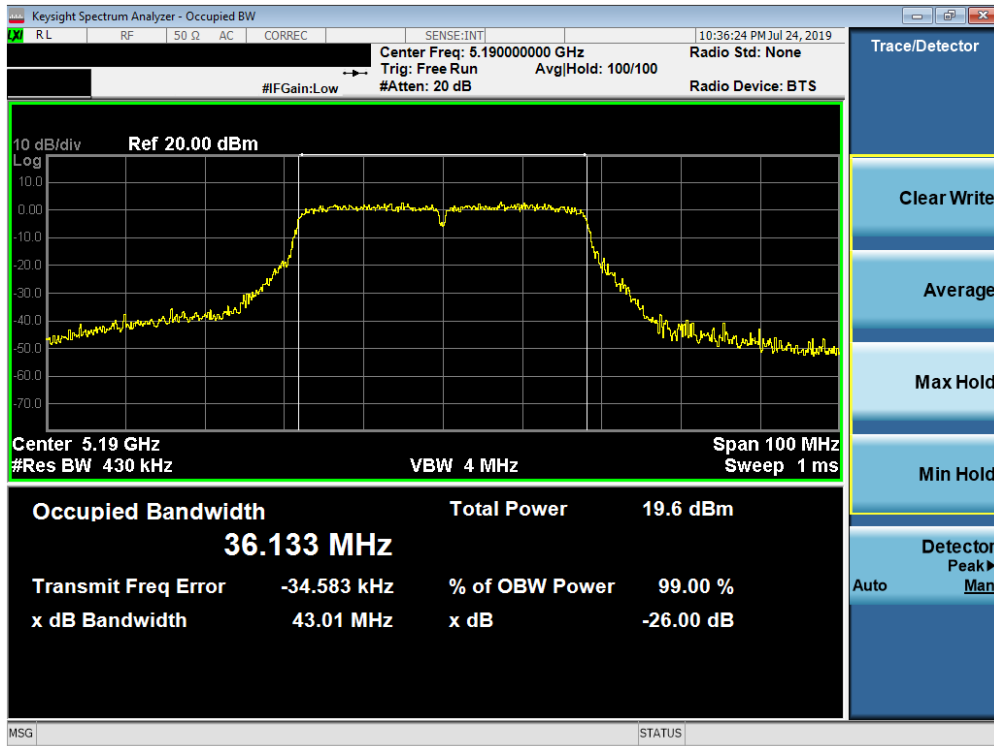 Keysight Spectrum Analyzer - Occupied BW
LXI RL RF 50 Ω AC CORREC SENSE:INT 10:36:24 PM Jul 24, 2019
Center Freq: 5.190000000 GHz Radio Std: None
Trig: Free Run Avg|Hold: 100/100
#IFGain:Low #Atten: 20 dB Radio Device: BTS
Trace/Detector
10 dB/div Ref 20.00 dBm
Log
10.0
0.00
-10.0
-20.0
-30.0
-40.0
-50.0
-60.0
-70.0
Center 5.19 GHz Span 100 MHz
#Res BW 430 kHz VBW 4 MHz Sweep 1 ms
Occupied Bandwidth Total Power 19.6 dBm
36.133 MHz
Transmit Freq Error -34.583 kHz % of OBW Power 99.00 %
x dB Bandwidth 43.01 MHz x dB -26.00 dB
Clear Write
Average
Max Hold
Min Hold
Detector
Peak▶
Auto Man
MSG STATUS